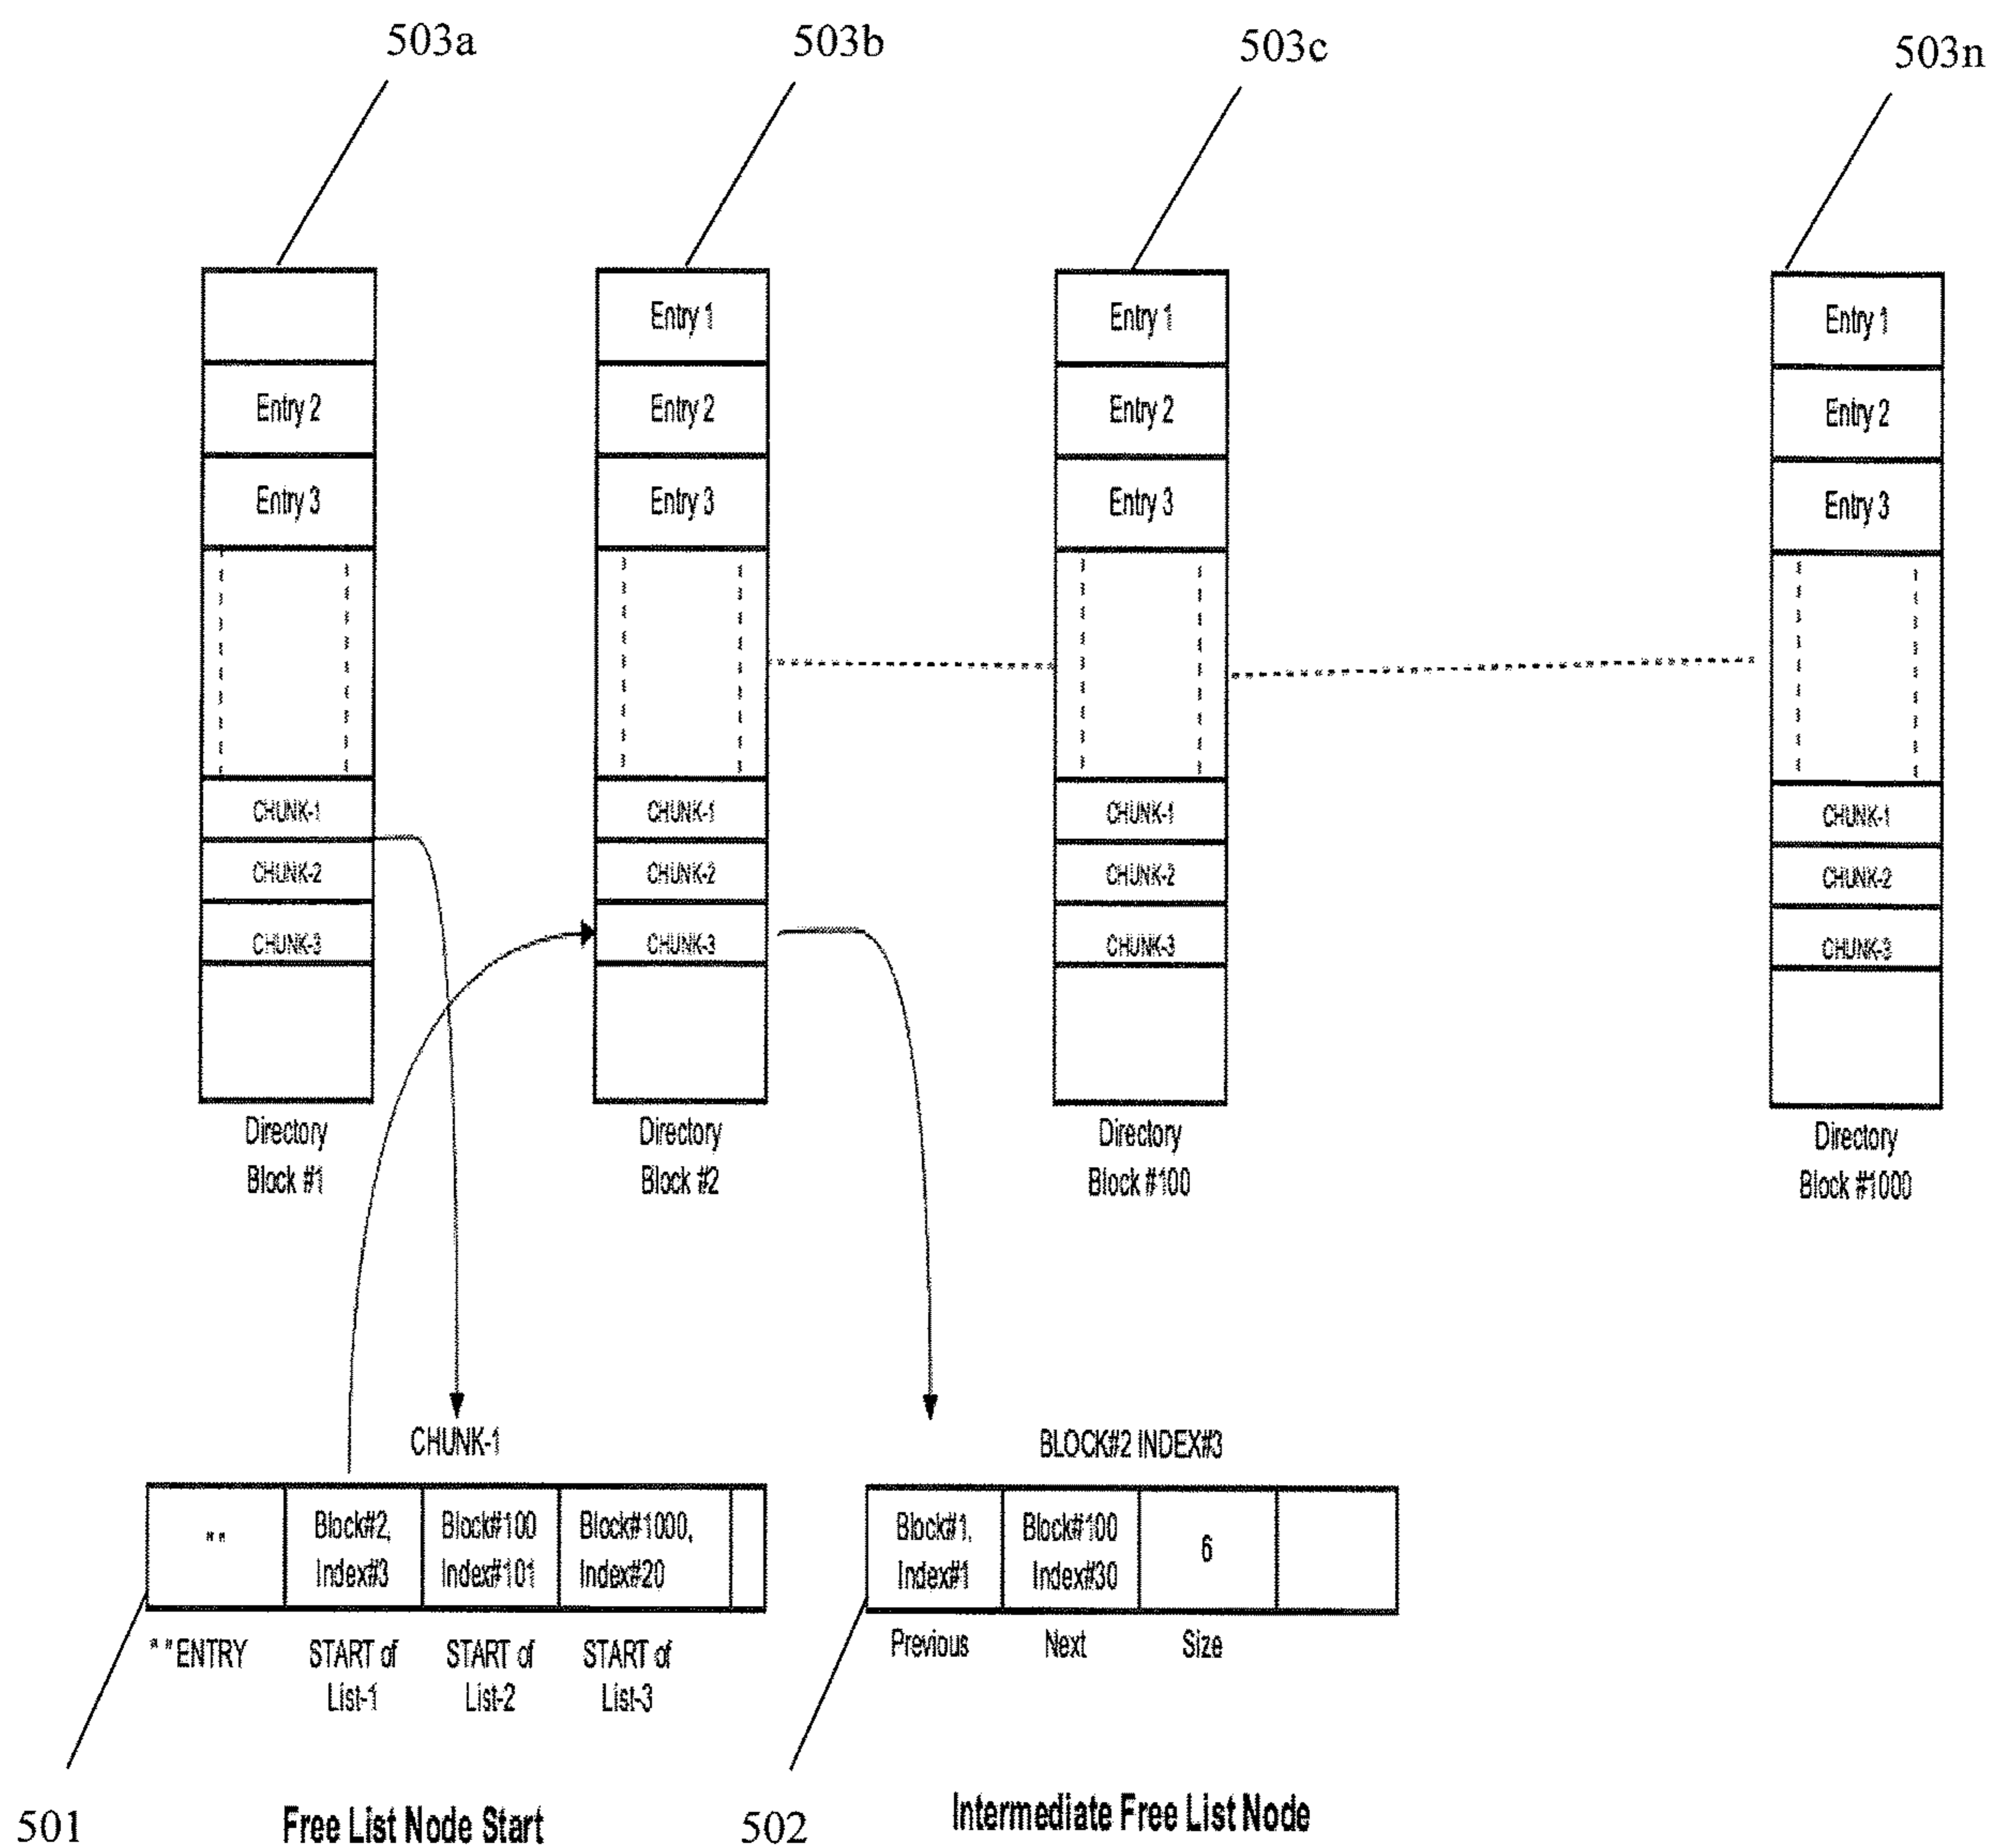 503a
503b
503c
503n
Entry 2
Entry 3
CHUNK-1
CHUNK-2
CHUNK-3
Directory
Block #1
Entry 1
Entry 2
Entry 3
CHUNK-1
CHUNK-2
CHUNK-3
Directory
Block #2
Entry 1
Entry 2
Entry 3
CHUNK-1
CHUNK-2
CHUNK-3
Directory
Block #100
Entry 1
Entry 2
Entry 3
CHUNK-1
CHUNK-2
CHUNK-3
Directory
Block #1000
CHUNK-1
" "
Block#2,
Index#3
Block#100
Index#101
Block#1000,
Index#20
" " ENTRY
START of
List-1
START of
List-2
START of
List-3
501
Free List Node Start
BLOCK#2 INDEX#3
Block#1,
Index#1
Block#100
Index#30
6
Previous
Next
Size
502
Intermediate Free List Node